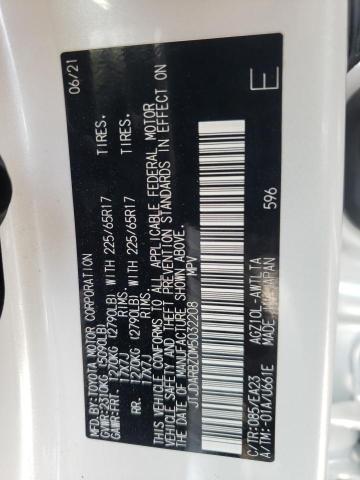 MFD.BY:TOYOTA MOTOR CORPORATION 06/21
GVWR:2310KG (5090LB)
GAWR:FRT. 1270KG (2790LB) WITH 225/65R17 TIRES.
17X7J RIMS.
RR. 1270KG (2790LB) WITH 225/65R17 TIRES.
17X7J RIMS.
THIS VEHICLE CONFORMS TO ALL APPLICABLE FEDERAL MOTOR
VEHICLE SAFETY AND THEFT PREVENTION STANDARDS IN EFFECT ON
THE DATE OF MANUFACTURE SHOWN ABOVE.
MPV
C/TR:085/EA23 AGZ10L-AWTLTA
A/TM:-01A/U661E MADE IN JAPAN 596
E